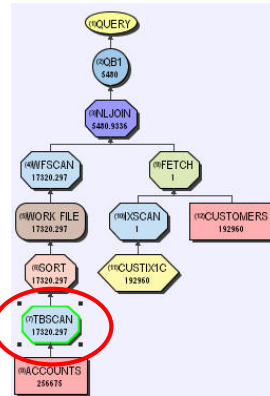 (1)QUERY
(2)QB1
5480
(3)NLJOIN
5480.9336
(4)WFSCAN
17320.297
(9)FETCH
1
(5)WORK FILE
17320.297
(10)IXSCAN
1
(12)CUSTOMERS
192960
(6)SORT
17320.297
(11)CUSTIX1C
192960
(7)TBSCAN
17320.297
(8)ACCOUNTS
256675